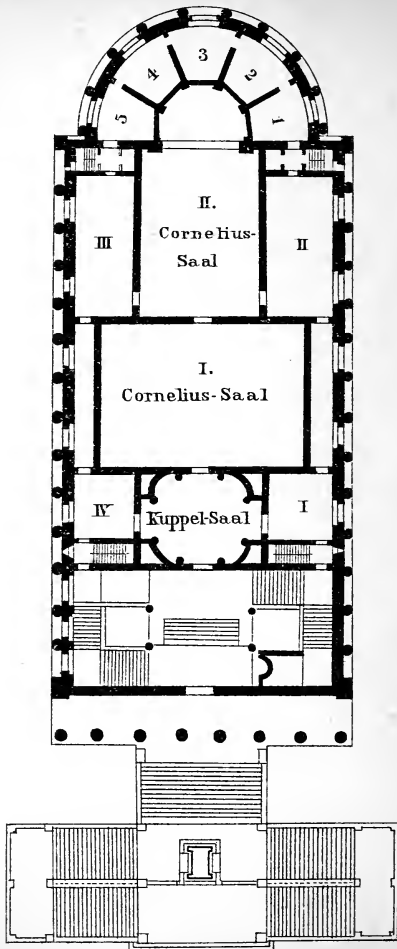 3
4
2
5
1
II.
Cornelius-
Saal
III
II
I.
Cornelius-Saal
IV
Kuppel-Saal
I